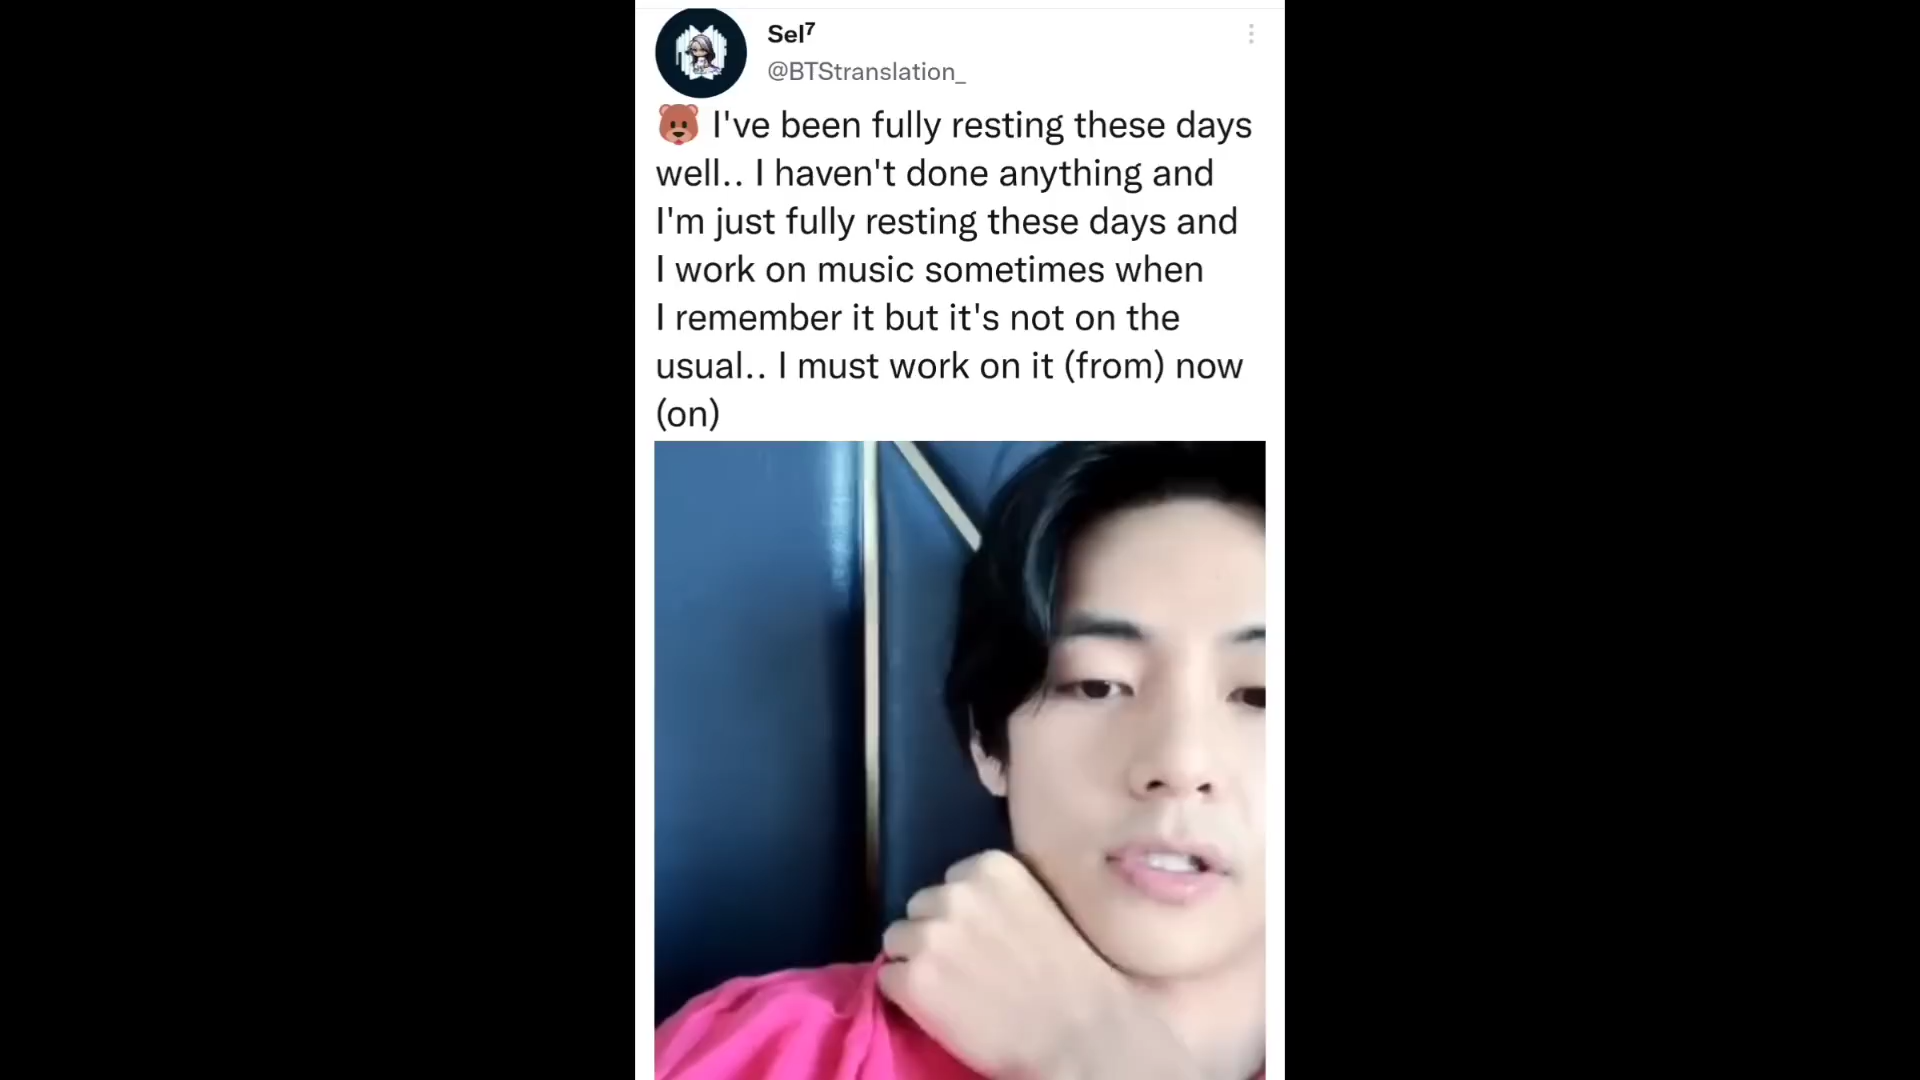 Sel⁷
@BTStranslation_
🐻 I've been fully resting these days
well.. I haven't done anything and
I'm just fully resting these days and
I work on music sometimes when
I remember it but it's not on the
usual.. I must work on it (from) now
(on)